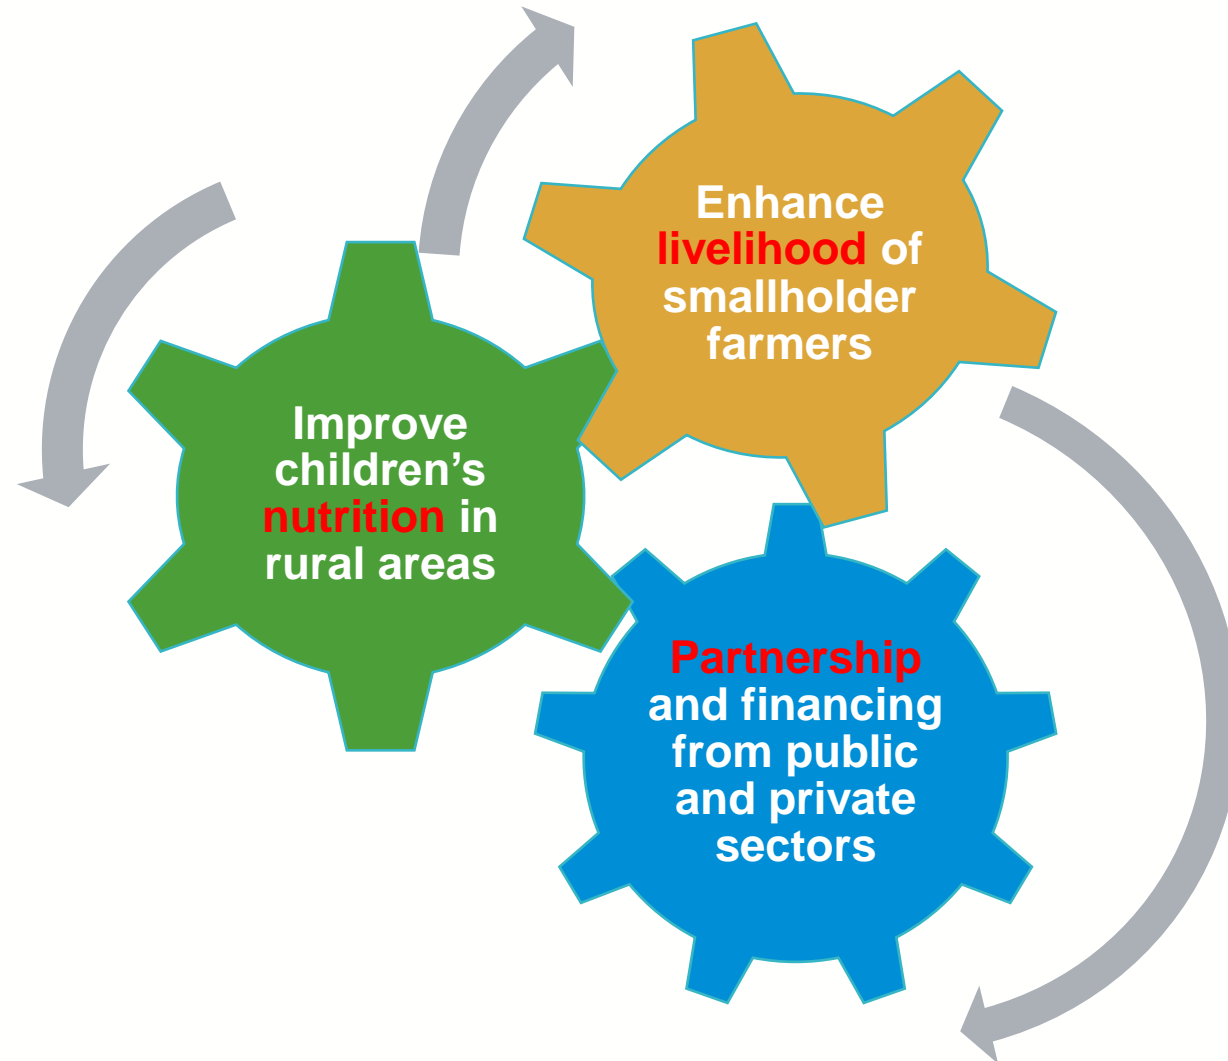 Enhance
livelihood of
smallholder
farmers
Improve
children’s
nutrition in
rural areas
Partnership
and financing
from public
and private
sectors